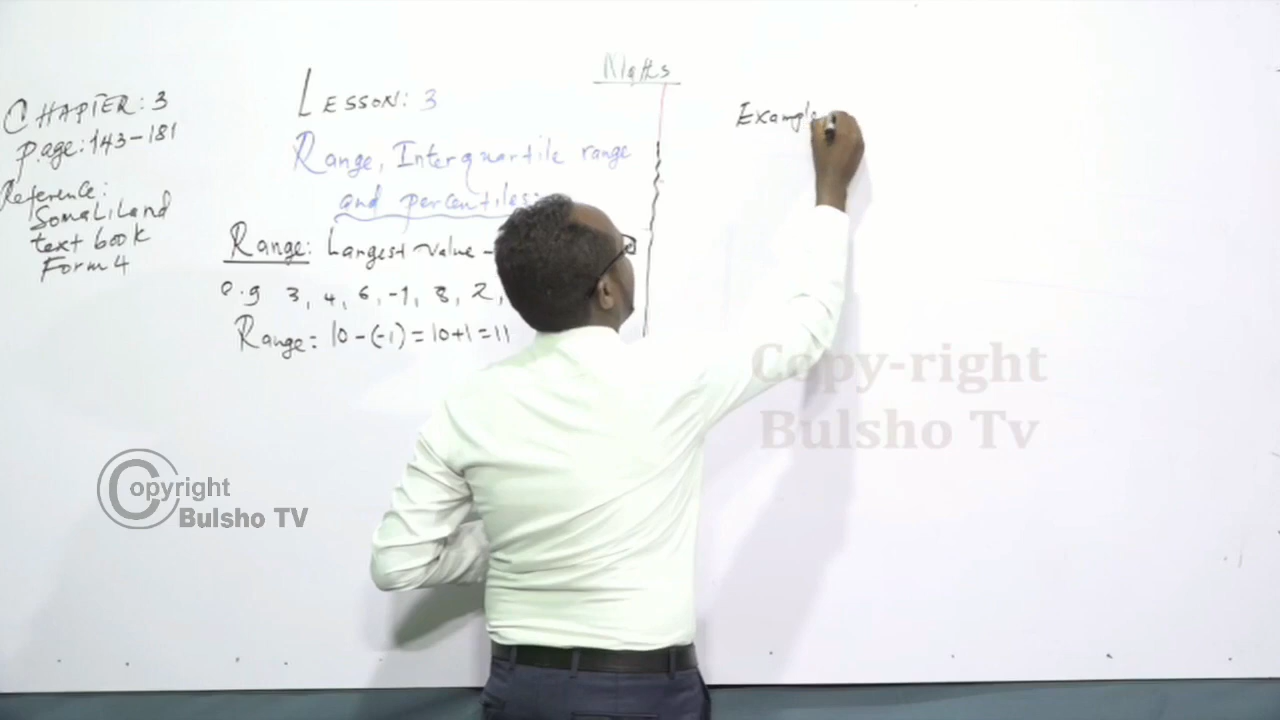 Maths
CHAPTER: 3
Page: 143-181
Reference:
Somaliland
text book
Form 4
LESSON: 3
Range, Interquartile range
and percentiles:
Range: Largest value -
e.g 3, 4, 6, -1, 8, 2,
Range = 10-(-1) = 10+1 = 11
Example
Copy-right
Bulsho Tv
Copyright
Bulsho TV